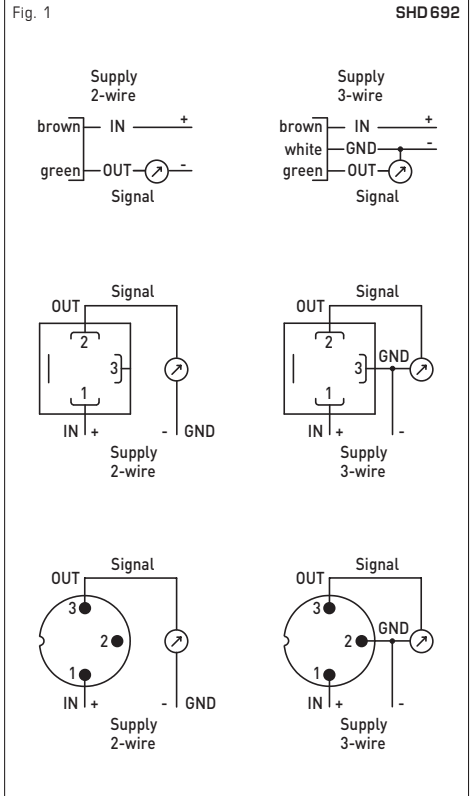 Fig. 1 SHD 692
Supply
2-wire
brown IN +
green OUT -
Signal
Supply
3-wire
brown IN +
white GND -
green OUT
Signal
Signal
OUT
2
3
1
IN + - GND
Supply
2-wire
Signal
OUT
2
3 GND
1
IN + -
Supply
3-wire
Signal
OUT
3
2
1
IN + - GND
Supply
2-wire
Signal
OUT
3
2 GND
1
IN + -
Supply
3-wire